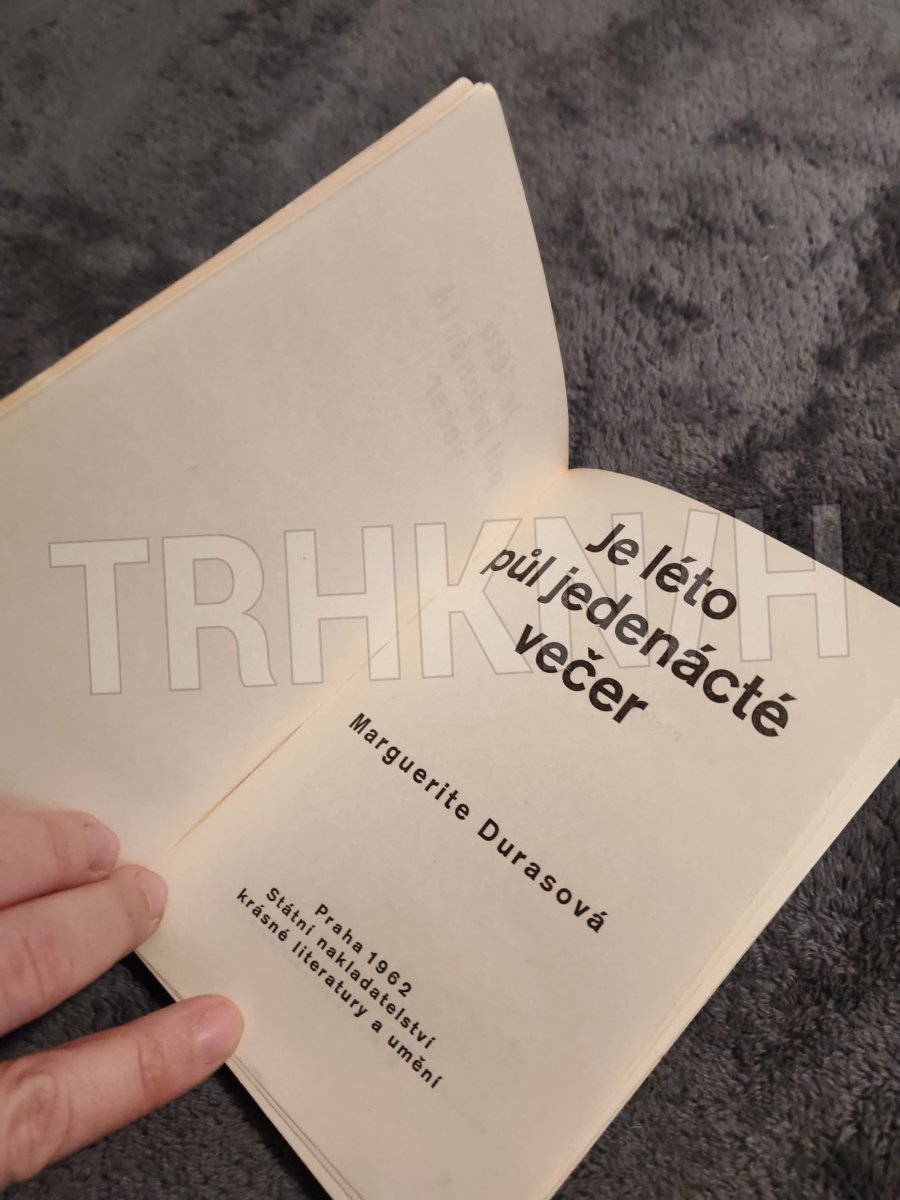 Je léto
půl jedenácté
večer
Marguerite Durasová
Praha 1962
Státní nakladatelství
krásné literatury a umění
TRHKNIH